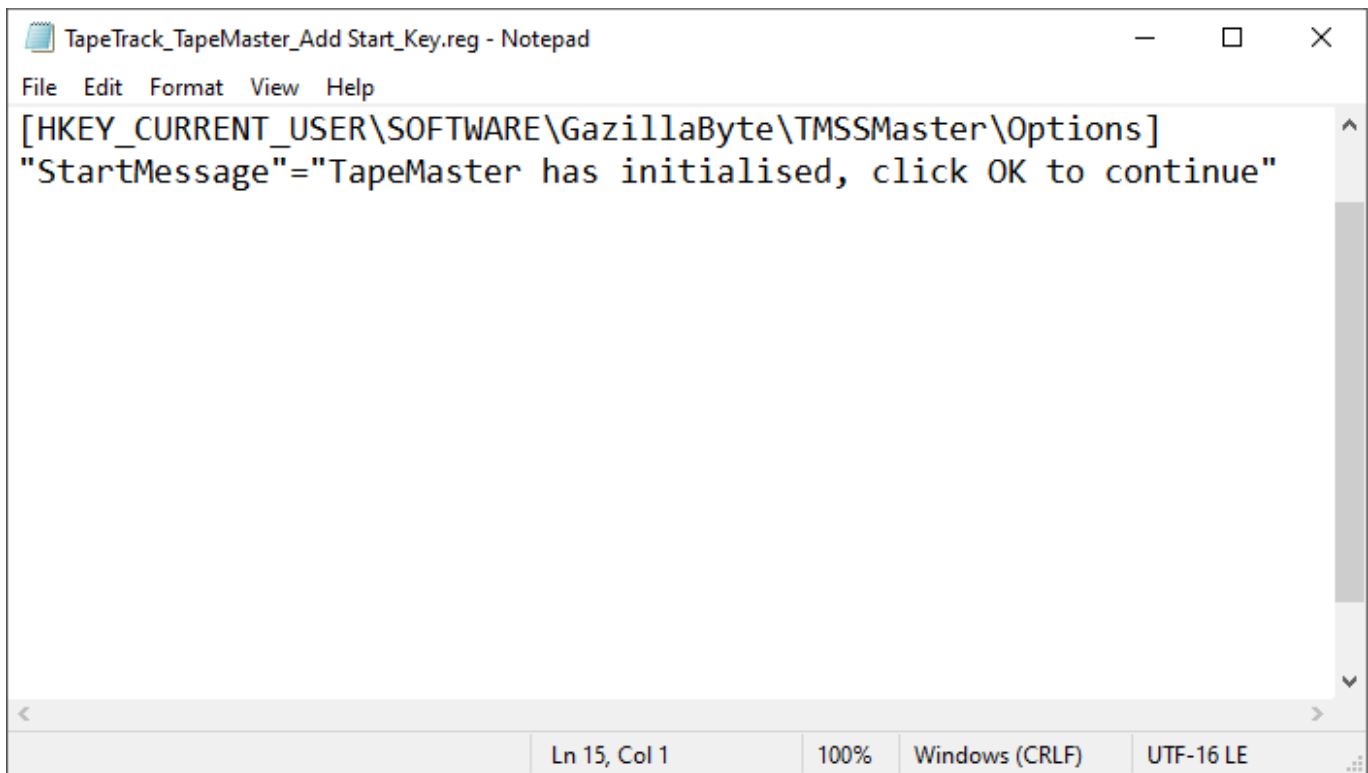 TapeTrack_TapeMaster_Add Start_Key.reg - Notepad
File Edit Format View Help
[HKEY_CURRENT_USER\SOFTWARE\GazillaByte\TMSSMaster\Options]
"StartMessage"="TapeMaster has initialised, click OK to continue"
Ln 15, Col 1 100% Windows (CRLF) UTF-16 LE